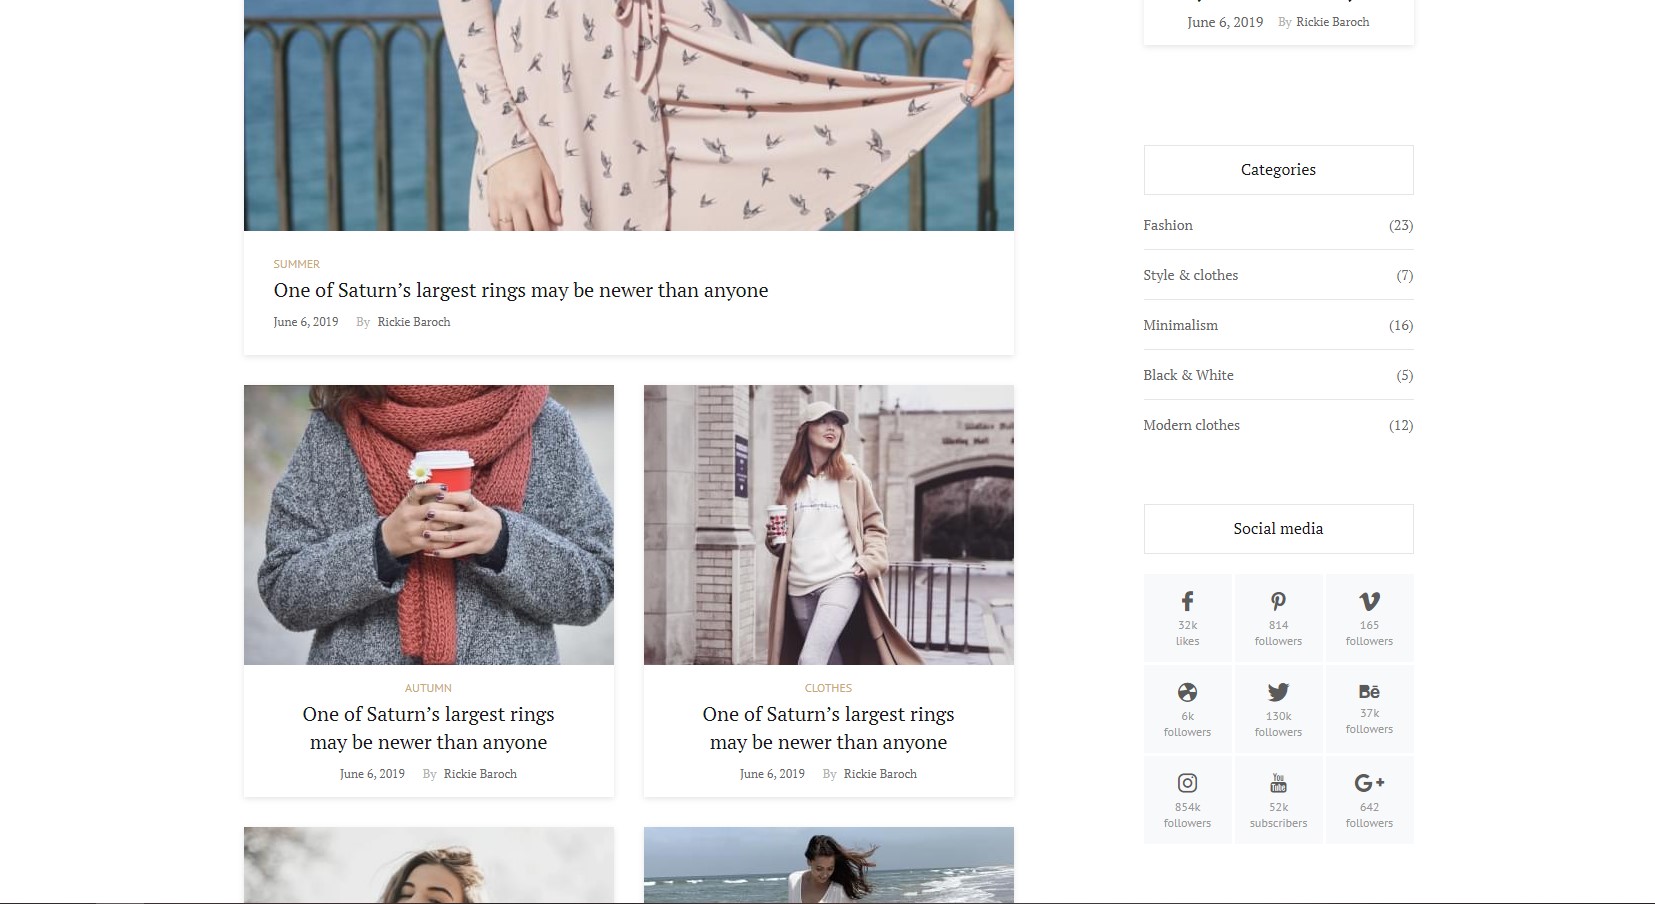 June 6, 2019 By Rickie Baroch
SUMMER
One of Saturn’s largest rings may be newer than anyone
June 6, 2019 By Rickie Baroch
AUTUMN
One of Saturn’s largest rings
may be newer than anyone
June 6, 2019 By Rickie Baroch
CLOTHES
One of Saturn’s largest rings
may be newer than anyone
June 6, 2019 By Rickie Baroch
Categories
Fashion (23)
Style & clothes (7)
Minimalism (16)
Black & White (5)
Modern clothes (12)
Social media
32k
likes
814
followers
165
followers
6k
followers
130k
followers
Bē
37k
followers
854k
followers
You
Tube
52k
subscribers
G+
642
followers